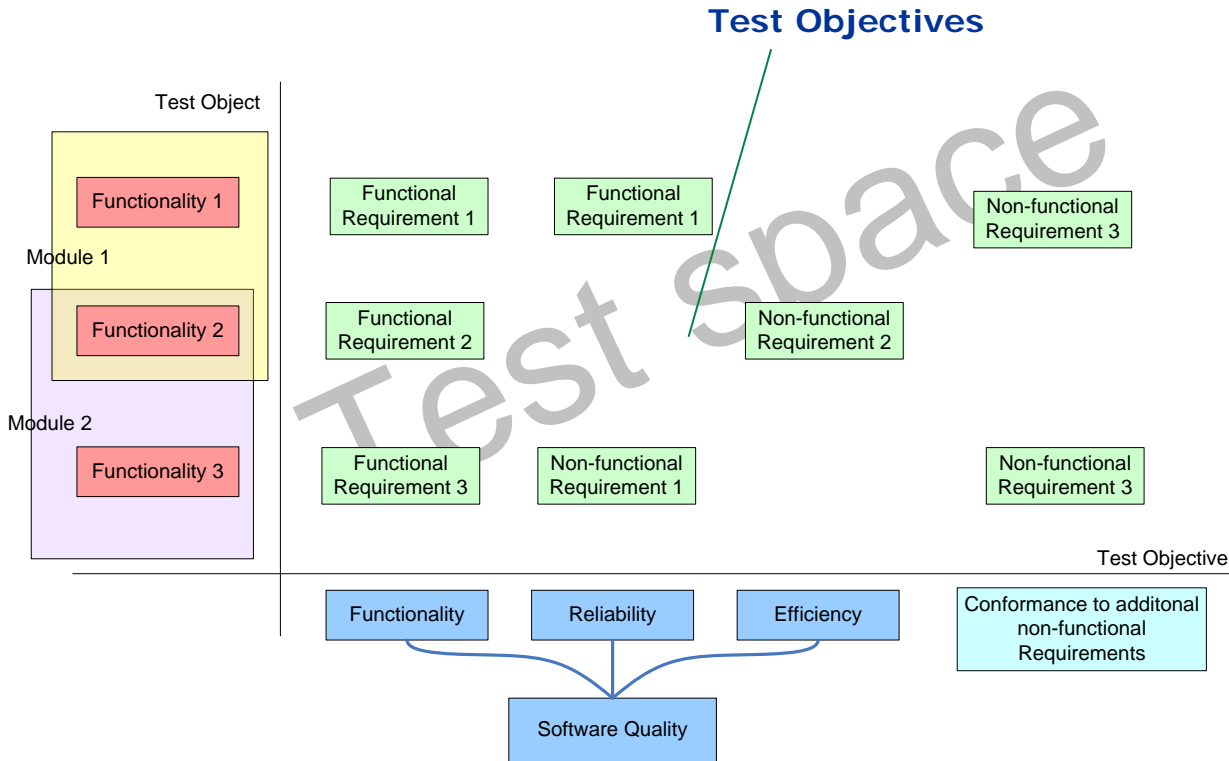 Test Objectives
Test Object
Test space
Functionality 1
Functional
Requirement 1
Functional
Requirement 1
Non-functional
Requirement 3
Module 1
Functionality 2
Functional
Requirement 2
Non-functional
Requirement 2
Module 2
Functionality 3
Functional
Requirement 3
Non-functional
Requirement 1
Non-functional
Requirement 3
Test Objective
Functionality
Reliability
Efficiency
Conformance to additonal
non-functional
Requirements
Software Quality